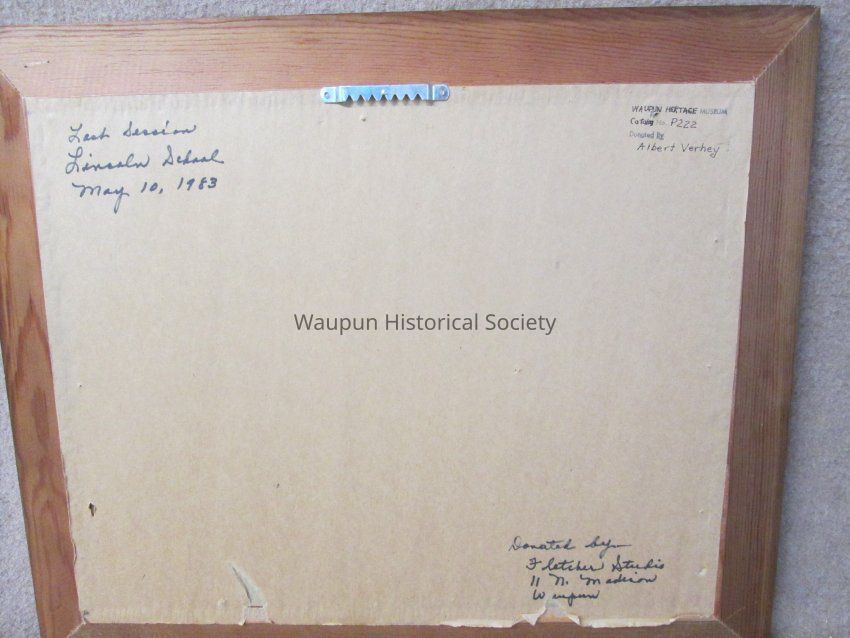 Last Session
Lincoln School
May 10, 1983
WAUPUN HERTAGE MUSEUM
Catalog No. P222
Donated By
Albert Verhey
Waupun Historical Society
Donated by
Fletcher Studio
11 N. Madison
Waupun